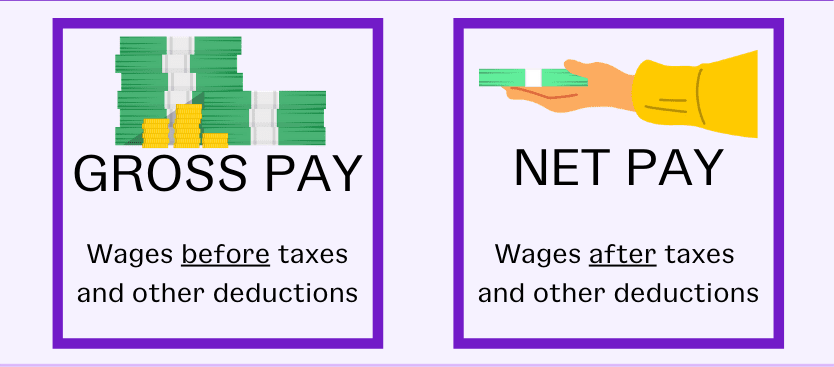 GROSS PAY
Wages before taxes
and other deductions
NET PAY
Wages after taxes
and other deductions